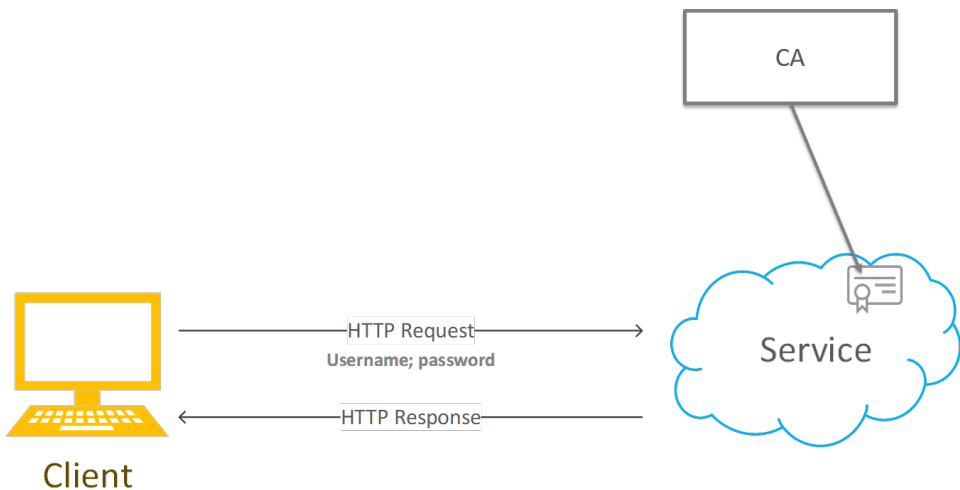 CA
HTTP Request
Username; password
Service
HTTP Response
Client